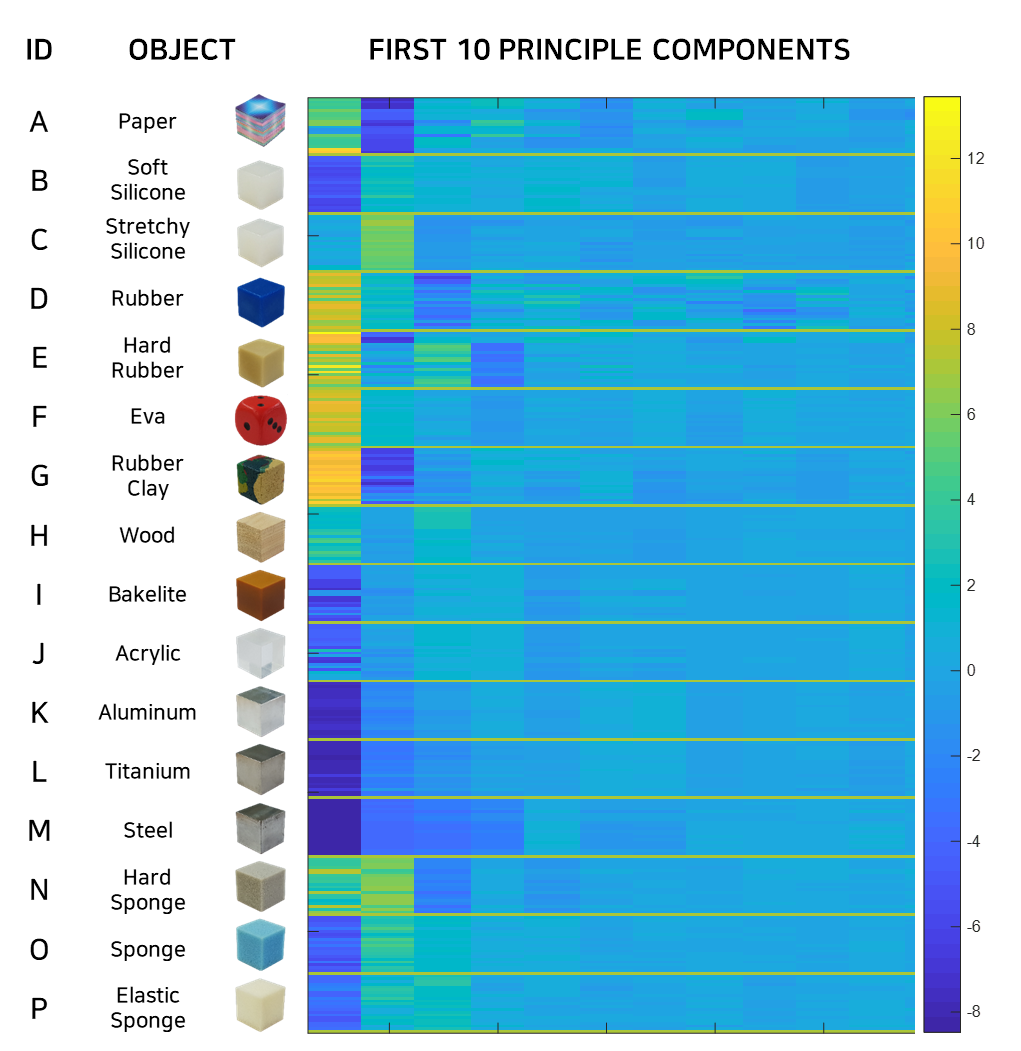 ID OBJECT FIRST 10 PRINCIPLE COMPONENTS
A Paper
B Soft
Silicone
C Stretchy
Silicone
D Rubber
E Hard
Rubber
F Eva
G Rubber
Clay
H Wood
I Bakelite
J Acrylic
K Aluminum
L Titanium
M Steel
N Hard
Sponge
O Sponge
P Elastic
Sponge
12
10
8
6
4
2
0
-2
-4
-6
-8